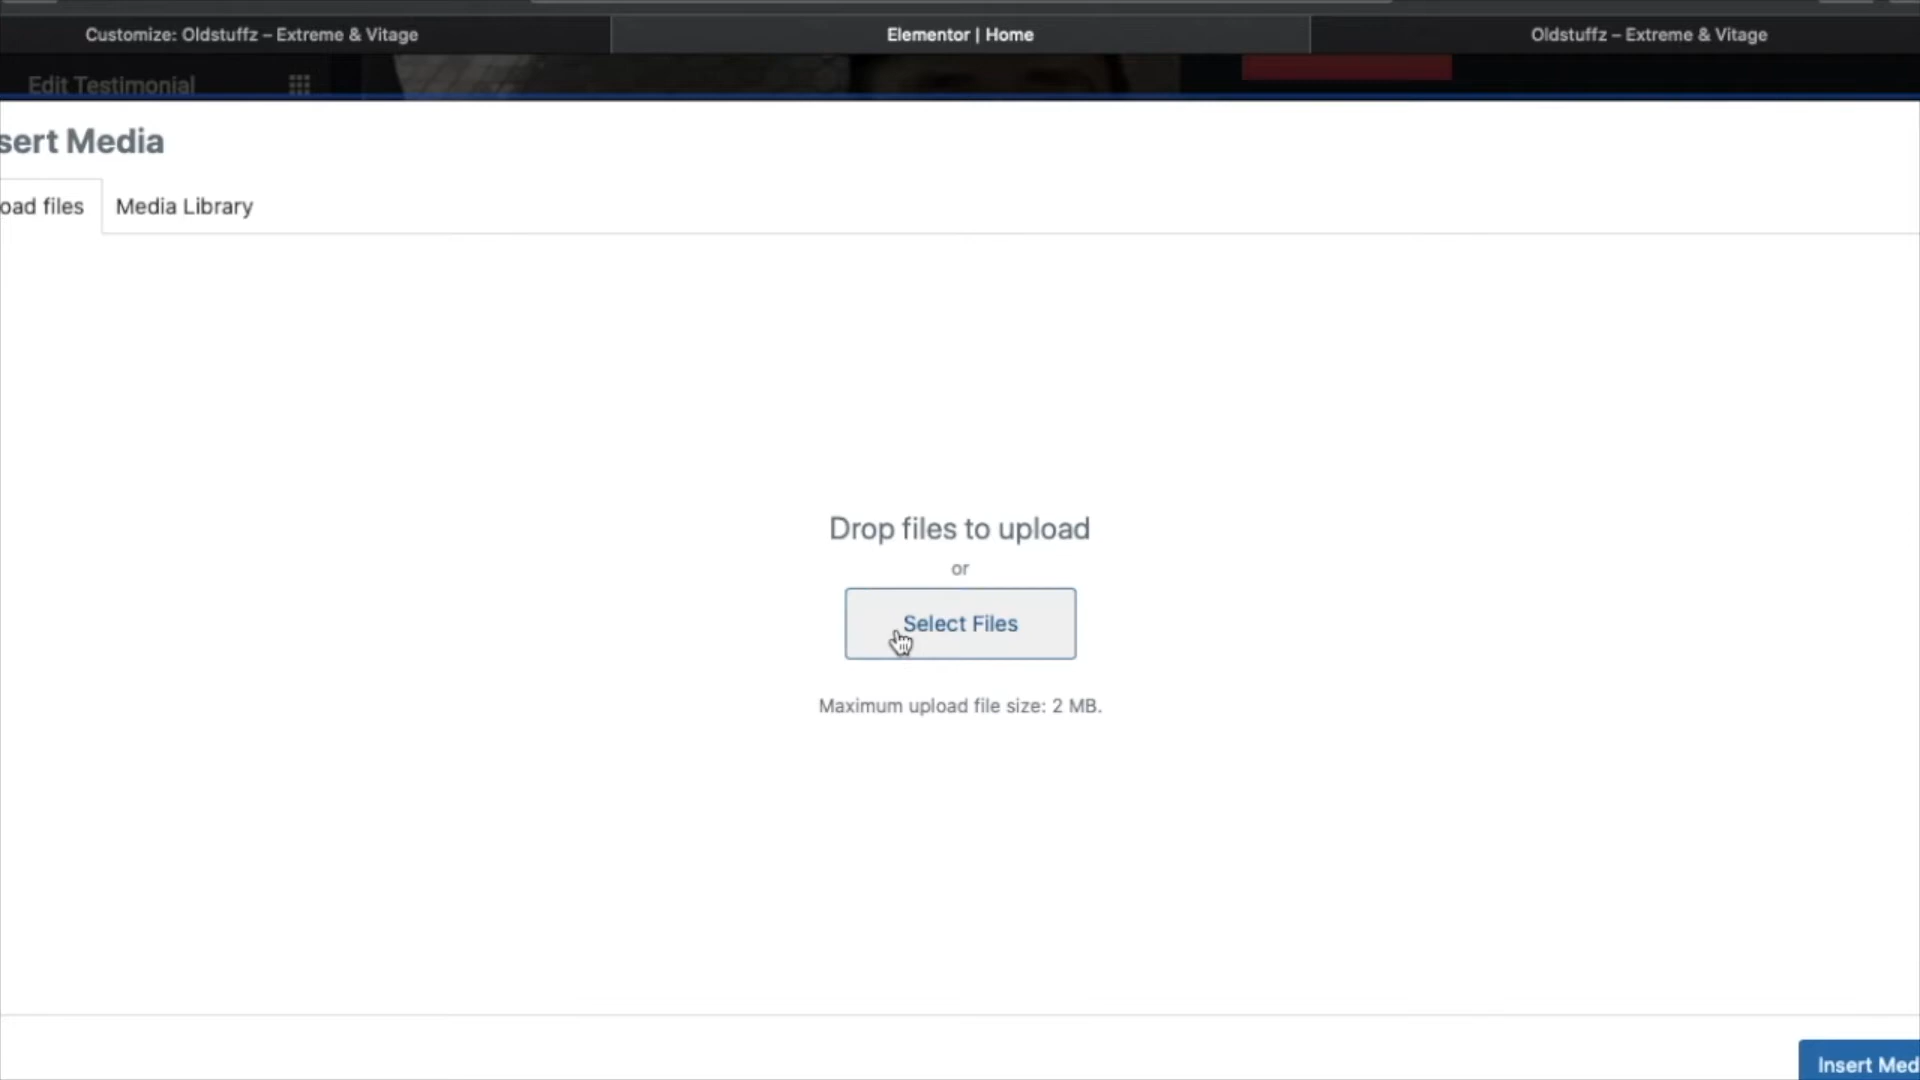 Customize: Oldstuffz – Extreme & Vitage
Elementor | Home
Oldstuffz – Extreme & Vitage
Edit Testimonial
sert Media
oad files
Media Library
Drop files to upload
or
Select Files
Maximum upload file size: 2 MB.
Insert Med